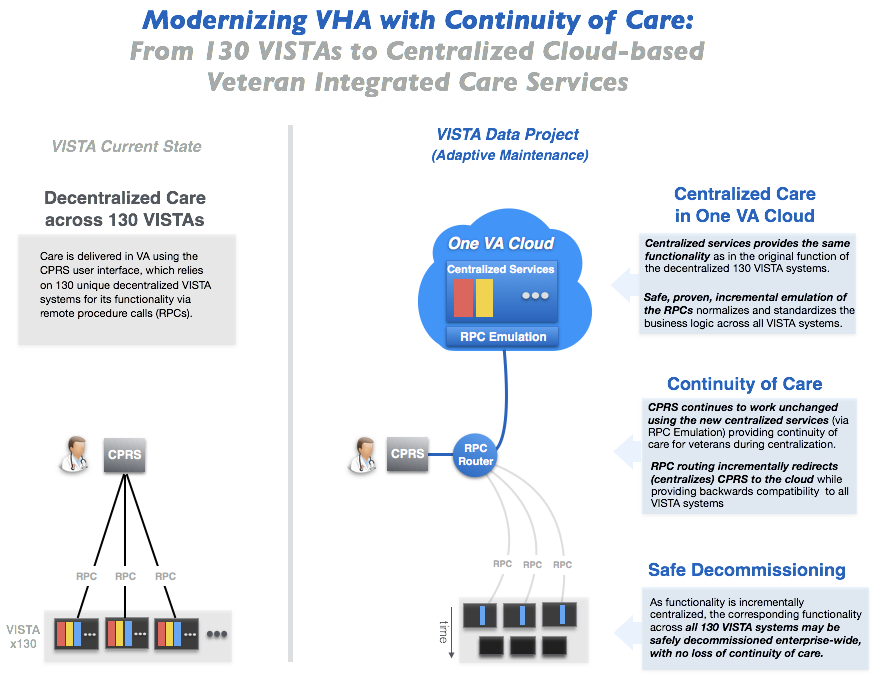 Modernizing VHA with Continuity of Care:
From 130 VISTAs to Centralized Cloud-based
Veteran Integrated Care Services
VISTA Current State
Decentralized Care
across 130 VISTAs
Care is delivered in VA using the
CPRS user interface, which relies
on 130 unique decentralized VISTA
systems for its functionality via
remote procedure calls (RPCs).
CPRS
RPC
RPC
RPC
VISTA
x130
VISTA Data Project
(Adaptive Maintenance)
One VA Cloud
Centralized Services
RPC Emulation
CPRS
RPC
Router
RPC
RPC
RPC
time
Centralized Care
in One VA Cloud
Centralized services provides the same
functionality as in the original function of
the decentralized 130 VISTA systems.
Safe, proven, incremental emulation of
the RPCs normalizes and standardizes the
business logic across all VISTA systems.
Continuity of Care
CPRS continues to work unchanged
using the new centralized services (via
RPC Emulation) providing continuity of
care for veterans during centralization.
RPC routing incrementally redirects
(centralizes) CPRS to the cloud while
providing backwards compatibility to all
VISTA systems
Safe Decommissioning
As functionality is incrementally
centralized, the corresponding functionality
across all 130 VISTA systems may be
safely decommissioned enterprise-wide,
with no loss of continuity of care.